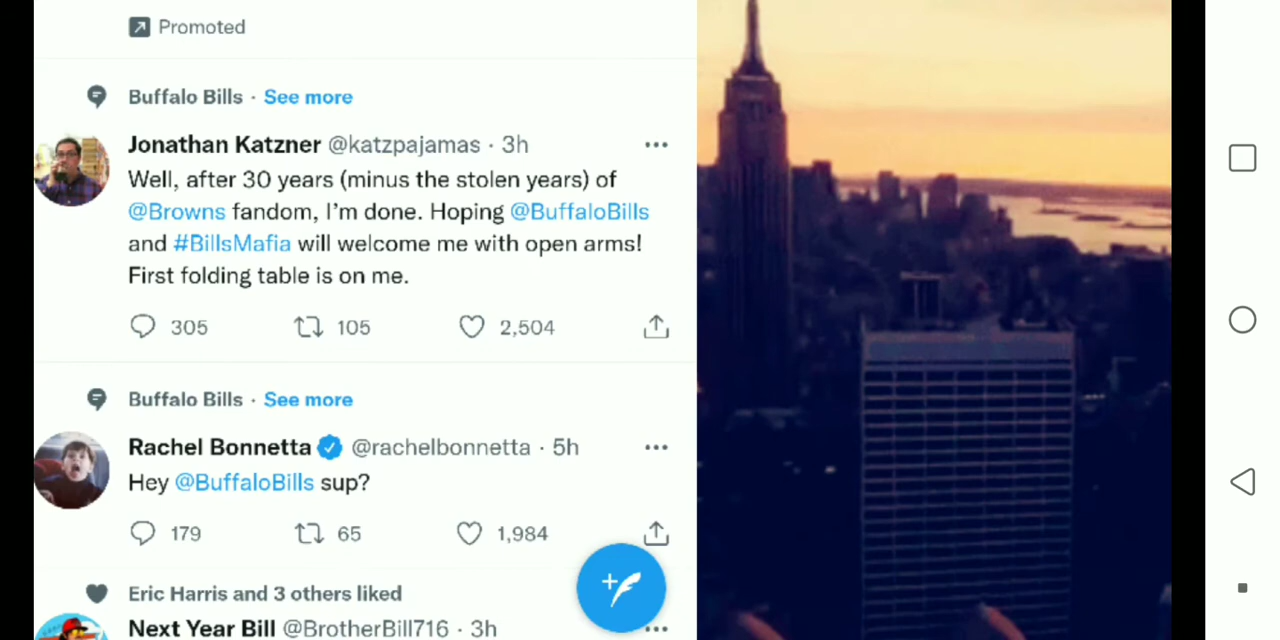 Promoted
Buffalo Bills · See more
Jonathan Katzner @katzpajamas · 3h
Well, after 30 years (minus the stolen years) of
@Browns fandom, I’m done. Hoping @BuffaloBills
and #BillsMafia will welcome me with open arms!
First folding table is on me.
305 105 2,504
Buffalo Bills · See more
Rachel Bonnetta @rachelbonnetta · 5h
Hey @BuffaloBills sup?
179 65 1,984
Eric Harris and 3 others liked
Next Year Bill @BrotherBill716 · 3h